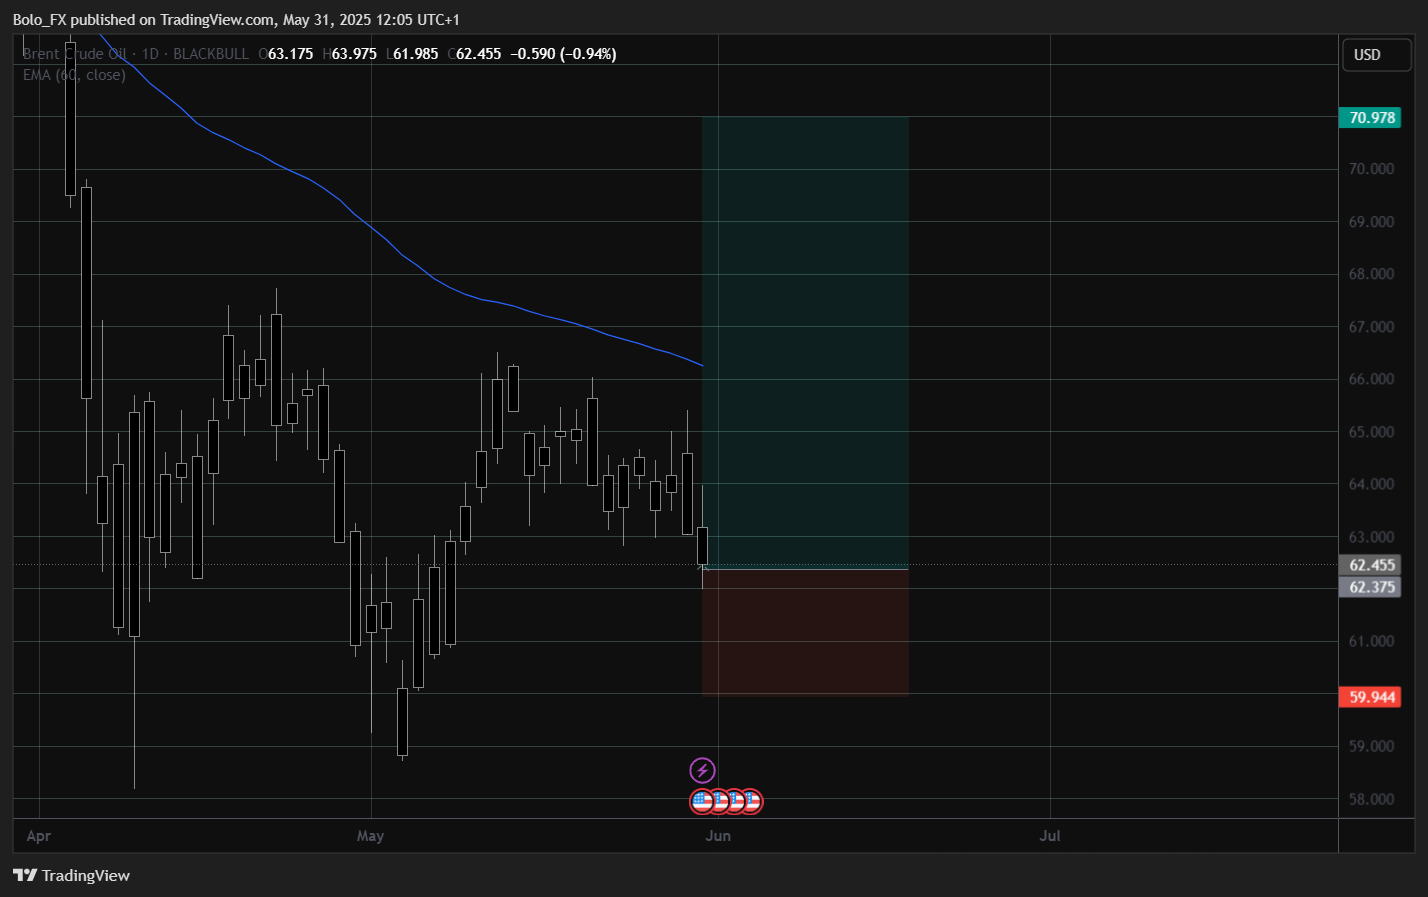 Bolo_FX published on TradingView.com, May 31, 2025 12:05 UTC+1
Brent Crude Oil · 1D · BLACKBULL O63.175 H63.975 L61.985 C62.455 −0.590 (−0.94%)
EMA (60, close)
USD
70.978
70.000
69.000
68.000
67.000
66.000
65.000
64.000
63.000
62.455
62.375
61.000
59.944
59.000
58.000
Apr May Jun Jul
TradingView